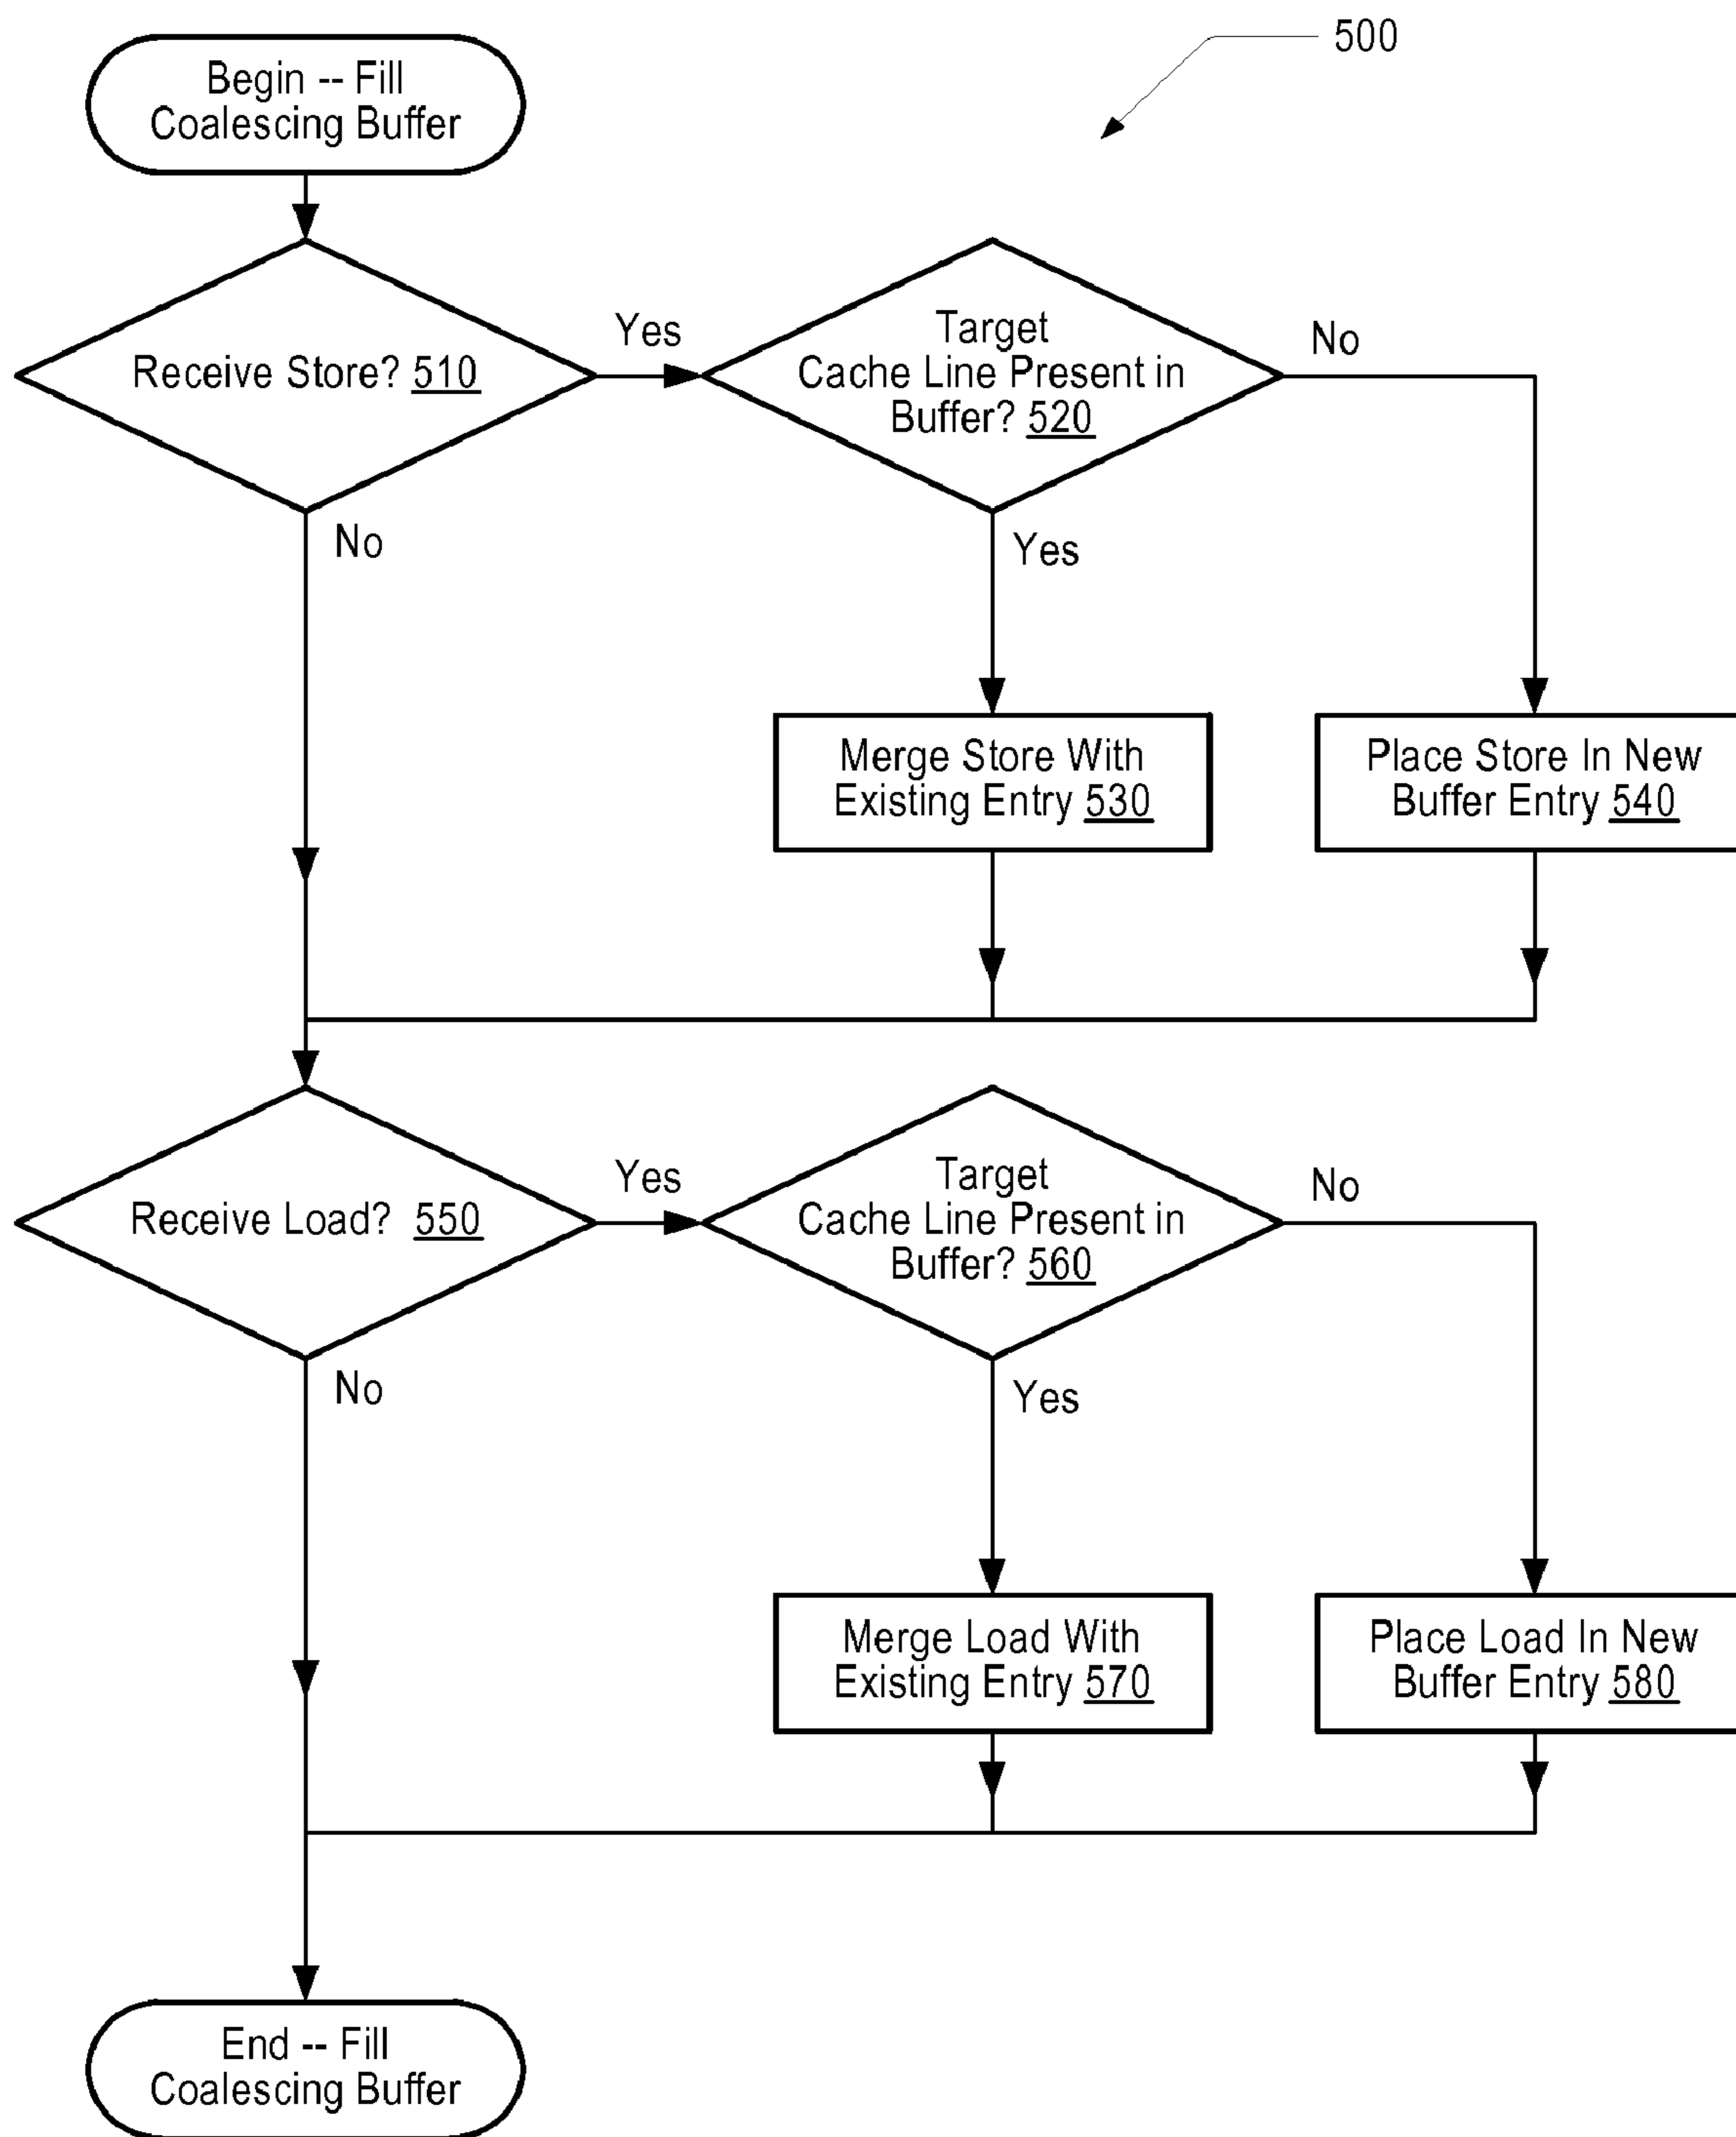 500
Begin -- Fill
Coalescing Buffer
Receive Store? 510
Yes
No
Target
Cache Line Present in
Buffer? 520
No
Yes
Merge Store With
Existing Entry 530
Place Store In New
Buffer Entry 540
Receive Load? 550
Yes
No
Target
Cache Line Present in
Buffer? 560
No
Yes
Merge Load With
Existing Entry 570
Place Load In New
Buffer Entry 580
End -- Fill
Coalescing Buffer